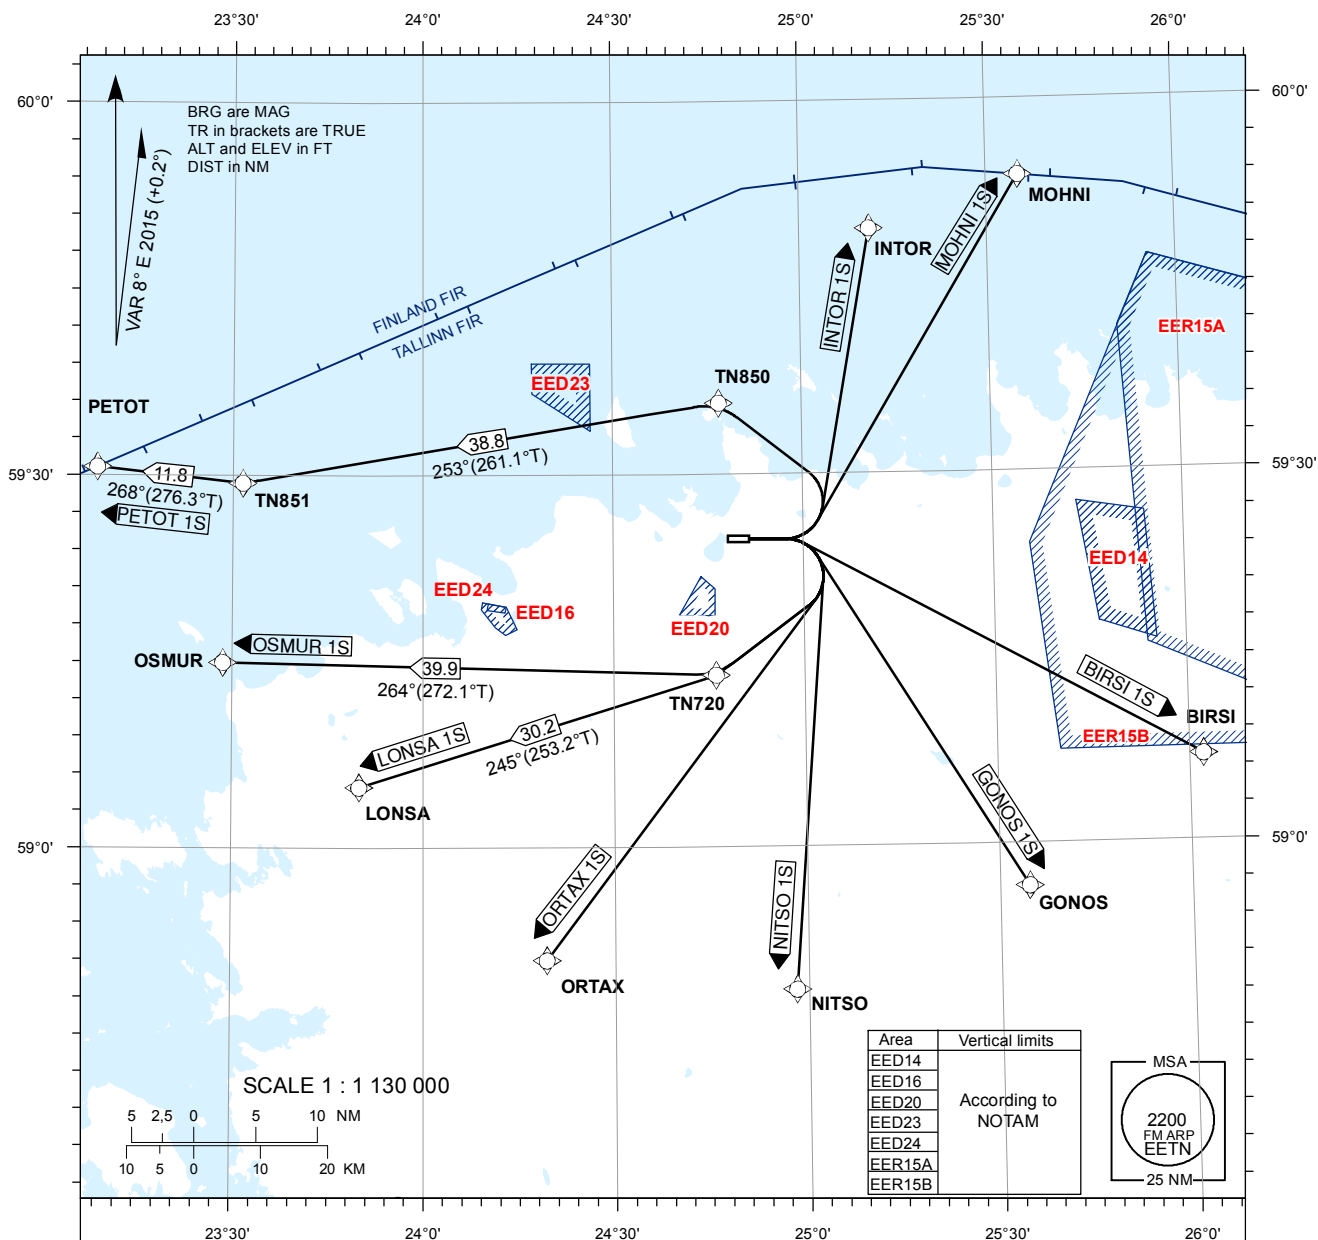 23°30' 24°0' 24°30' 25°0' 25°30' 26°0'
60°0' 60°0'
BRG are MAG
TR in brackets are TRUE
ALT and ELEV in FT
DIST in NM
VAR 8° E 2015 (+0.2°)
MOHNI
MOHNI 1S
INTOR
INTOR 1S
FINLAND FIR
TALLINN FIR
EER15A
EED23
TN850
PETOT
38.8
253°(261.1°T)
11.8
268°(276.3°T)
TN851
PETOT 1S
59°30' 59°30'
EED14
EED24
EED16
EED20
OSMUR 1S
OSMUR
39.9
264°(272.1°T)
TN720
BIRSI 1S
BIRSI
EER15B
LONSA 1S
30.2
245°(253.2°T)
LONSA
GONOS 1S
59°0' 59°0'
ORTAX 1S
NITSO 1S
GONOS
ORTAX
NITSO
SCALE 1 : 1 130 000
5 2,5 0 5 10 NM
10 5 0 10 20 KM
Area Vertical limits
EED14
EED16
EED20
EED23
EED24
EER15A
EER15B
According to
NOTAM
MSA
2200
FM ARP
EETN
25 NM
23°30' 24°0' 24°30' 25°0' 25°30' 26°0'